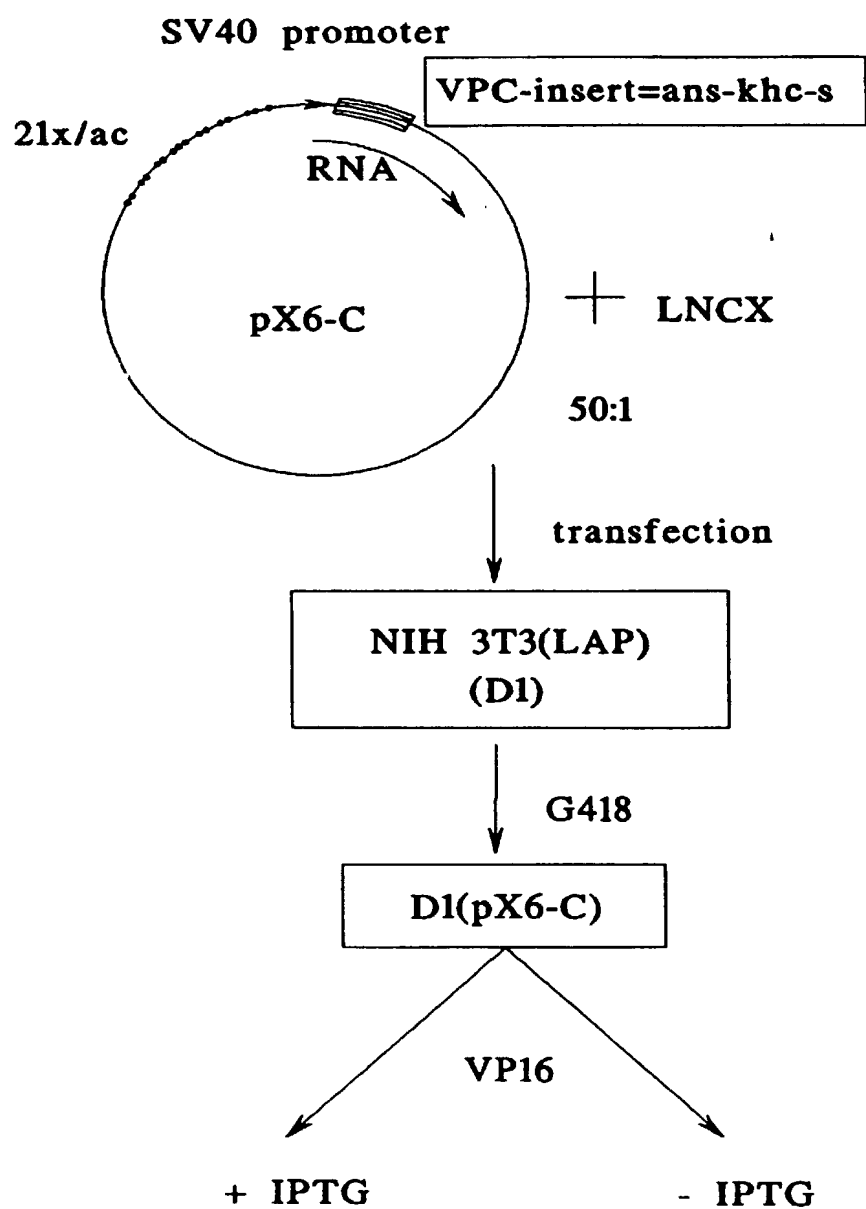 SV40 promoter
VPC-insert=ans-khc-s
21x/ac
RNA
pX6-C
+ LNCX
50:1
transfection
NIH 3T3(LAP)
(D1)
G418
D1(pX6-C)
VP16
+ IPTG
- IPTG